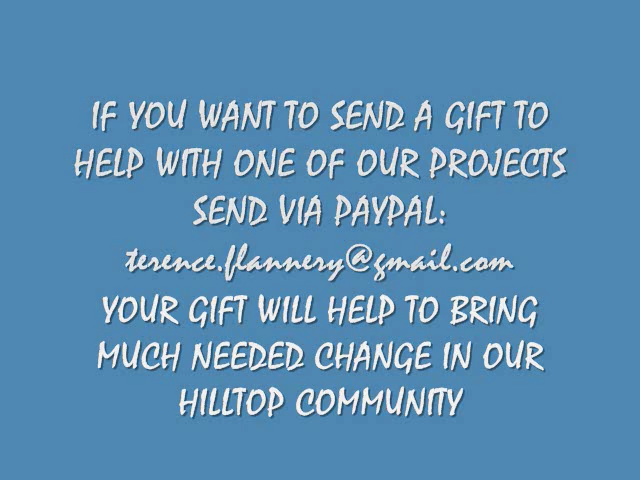 IF YOU WANT TO SEND A GIFT TO
HELP WITH ONE OF OUR PROJECTS
SEND VIA PAYPAL:
terence.flannery@gmail.com
YOUR GIFT WILL HELP TO BRING
MUCH NEEDED CHANGE IN OUR
HILLTOP COMMUNITY